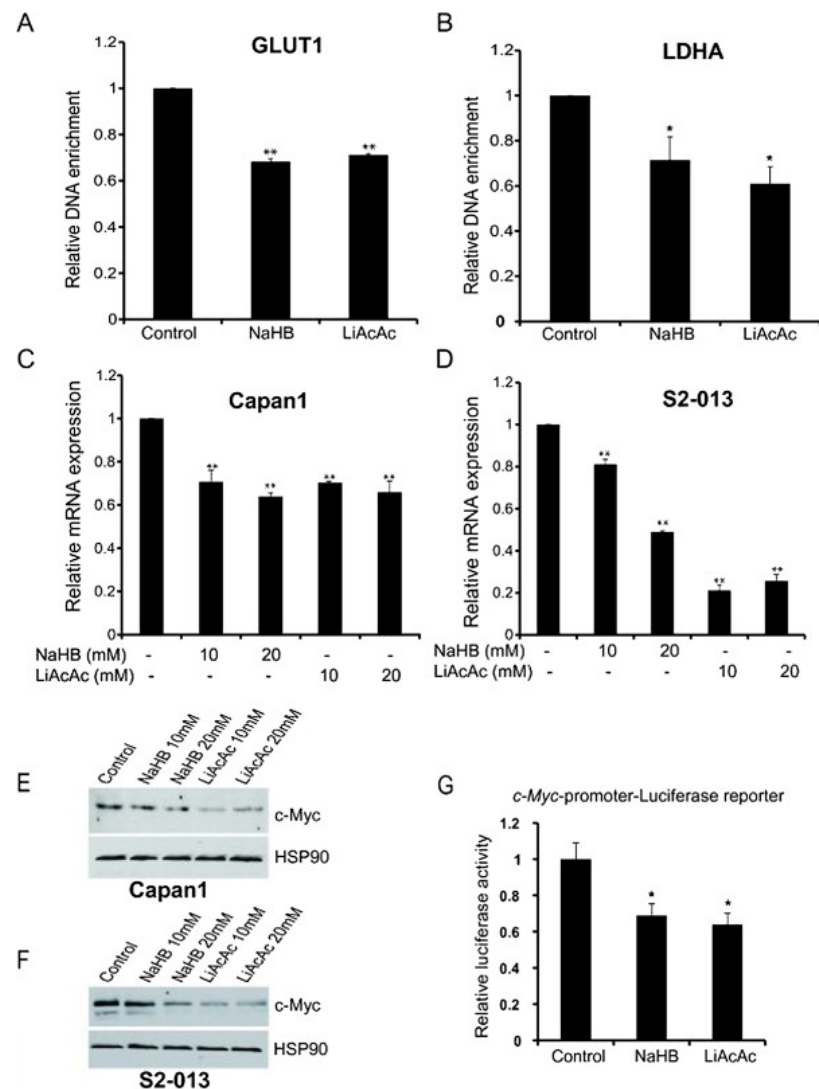 A
GLUT1
Relative DNA enrichment
1.2
1
0.8
0.6
0.4
0.2
0
**
**
Control NaHB LiAcAc
B
LDHA
Relative DNA enrichment
1.2
1
0.8
0.6
0.4
0.2
0
*
*
Control NaHB LiAcAc
C
Capan1
Relative mRNA expression
1.2
1
0.8
0.6
0.4
0.2
0
**
**
**
**
NaHB (mM) - 10 20 - -
LiAcAc (mM) - - - 10 20
D
S2-013
Relative mRNA expression
1.2
1
0.8
0.6
0.4
0.2
0
**
**
**
**
NaHB (mM) - 10 20 - -
LiAcAc (mM) - - - 10 20
E
Control
NaHB 10mM
NaHB 20mM
LiAcAc 10mM
LiAcAc 20mM
c-Myc
HSP90
Capan1
F
Control
NaHB 10mM
NaHB 20mM
LiAcAc 10mM
LiAcAc 20mM
c-Myc
HSP90
S2-013
G
c-Myc-promoter-Luciferase reporter
Relative luciferase activity
1.2
1
0.8
0.6
0.4
0.2
0
*
*
Control NaHB LiAcAc